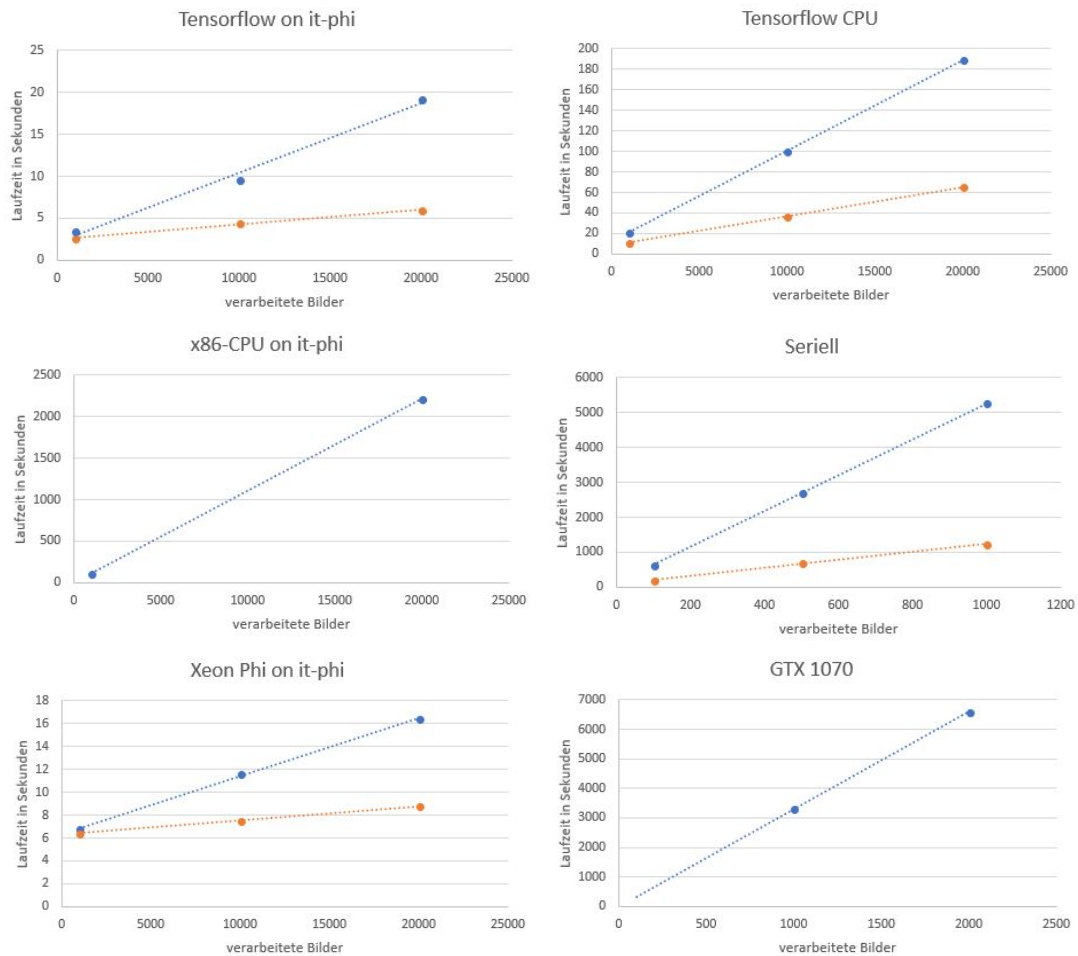 Tensorflow on it-phi
25
20
15
10
5
0
0 5000 10000 15000 20000 25000
Laufzeit in Sekunden
verarbeitete Bilder
Tensorflow CPU
200
180
160
140
120
100
80
60
40
20
0
0 5000 10000 15000 20000 25000
Laufzeit in Sekunden
verarbeitete Bilder
x86-CPU on it-phi
2500
2000
1500
1000
500
0
0 5000 10000 15000 20000 25000
Laufzeit in Sekunden
verarbeitete Bilder
Seriell
6000
5000
4000
3000
2000
1000
0
0 200 400 600 800 1000 1200
Laufzeit in Sekunden
verarbeitete Bilder
Xeon Phi on it-phi
18
16
14
12
10
8
6
4
2
0
0 5000 10000 15000 20000 25000
Laufzeit in Sekunden
verarbeitete Bilder
GTX 1070
7000
6000
5000
4000
3000
2000
1000
0
0 500 1000 1500 2000 2500
Laufzeit in Sekunden
verarbeitete Bilder